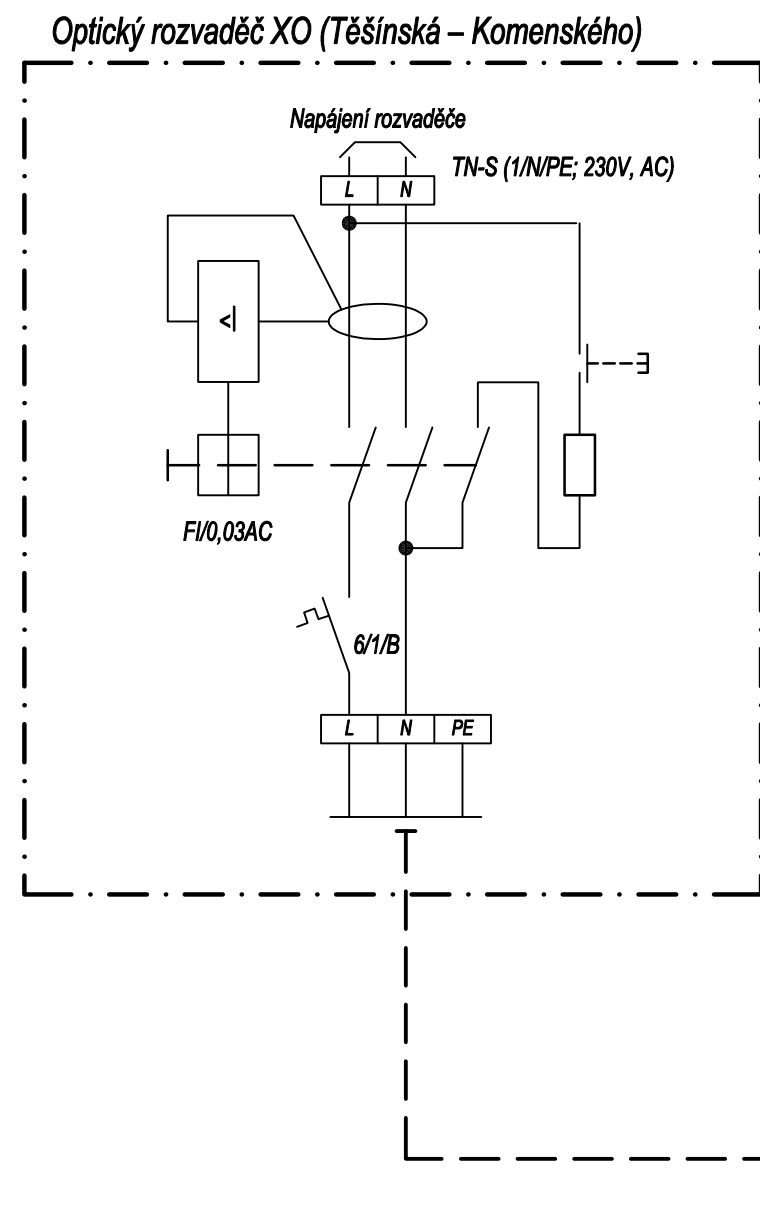 Optický rozvaděč XO (Těšínská – Komenského)
Napájení rozvaděče
TN-S (1/N/PE; 230V, AC)
L N
FI/0,03AC
6/1/B
L N PE